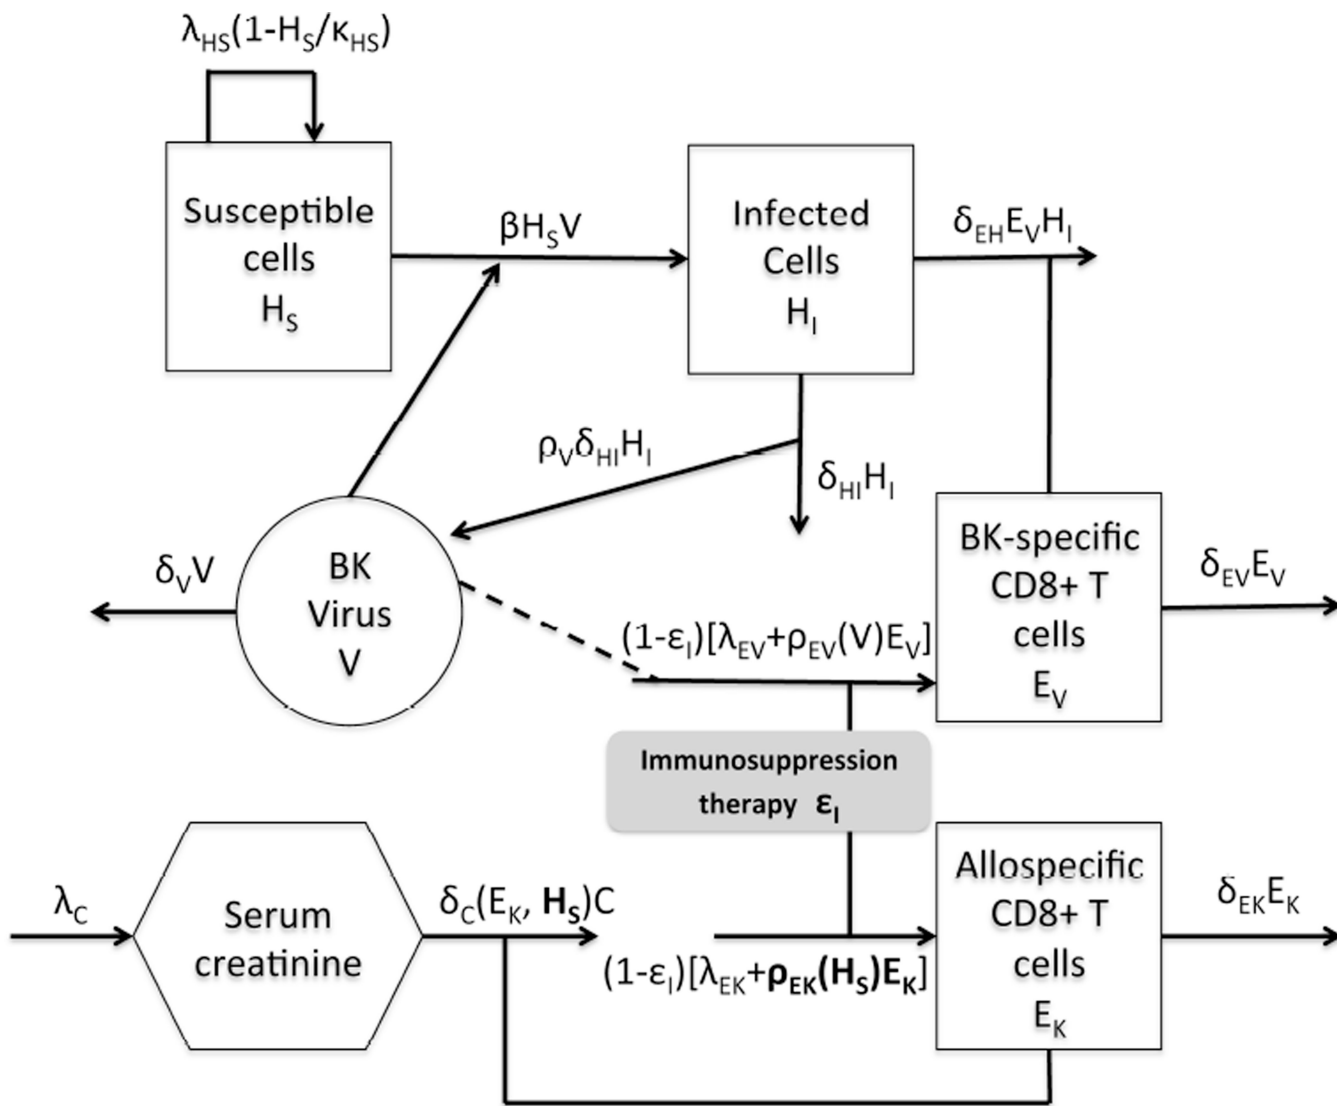 λHS(1-HS/κHS)
Susceptible
cells
HS
βHSV
Infected
Cells
HI
δEHEVHI
ρVδHIHI
δHIHI
BK
Virus
V
δVV
BK-specific
CD8+ T
cells
EV
δEVEV
(1-εI)[λEV+ρEV(V)EV]
Immunosuppression
therapy εI
λC
Serum
creatinine
δC(EK, HS)C
(1-εI)[λEK+ρEK(HS)EK]
Allospecific
CD8+ T
cells
EK
δEKEK